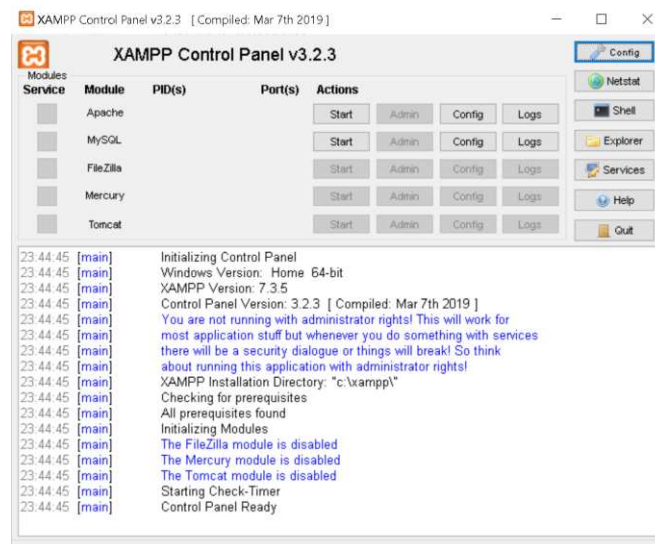 XAMPP Control Panel v3.2.3 [ Compiled: Mar 7th 2019 ]
XAMPP Control Panel v3.2.3
Config
Modules
Service Module PID(s) Port(s) Actions
Netstat
Apache Start Admin Config Logs
Shell
MySQL Start Admin Config Logs
Explorer
FileZilla Start Admin Config Logs
Services
Mercury Start Admin Config Logs
Help
Tomcat Start Admin Config Logs
Quit
23:44:45 [main] Initializing Control Panel
23:44:45 [main] Windows Version: Home 64-bit
23:44:45 [main] XAMPP Version: 7.3.5
23:44:45 [main] Control Panel Version: 3.2.3 [ Compiled: Mar 7th 2019 ]
23:44:45 [main] You are not running with administrator rights! This will work for
23:44:45 [main] most application stuff but whenever you do something with services
23:44:45 [main] there will be a security dialogue or things will break! So think
23:44:45 [main] about running this application with administrator rights!
23:44:45 [main] XAMPP Installation Directory: "c:\xampp\"
23:44:45 [main] Checking for prerequisites
23:44:45 [main] All prerequisites found
23:44:45 [main] Initializing Modules
23:44:45 [main] The FileZilla module is disabled
23:44:45 [main] The Mercury module is disabled
23:44:45 [main] The Tomcat module is disabled
23:44:45 [main] Starting Check-Timer
23:44:45 [main] Control Panel Ready